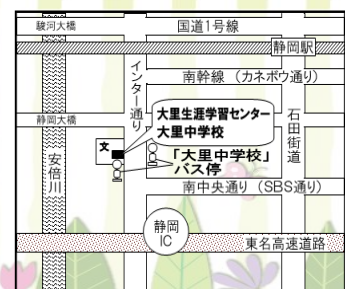 駿河大橋
国道1号線
静岡駅
インター通り
南幹線（カネボウ通り）
静岡大橋
大里生涯学習センター
大里中学校
石田街道
文
「大里中学校」
バス停
安倍川
南中央通り（SBS通り）
静岡
IC
東名高速道路